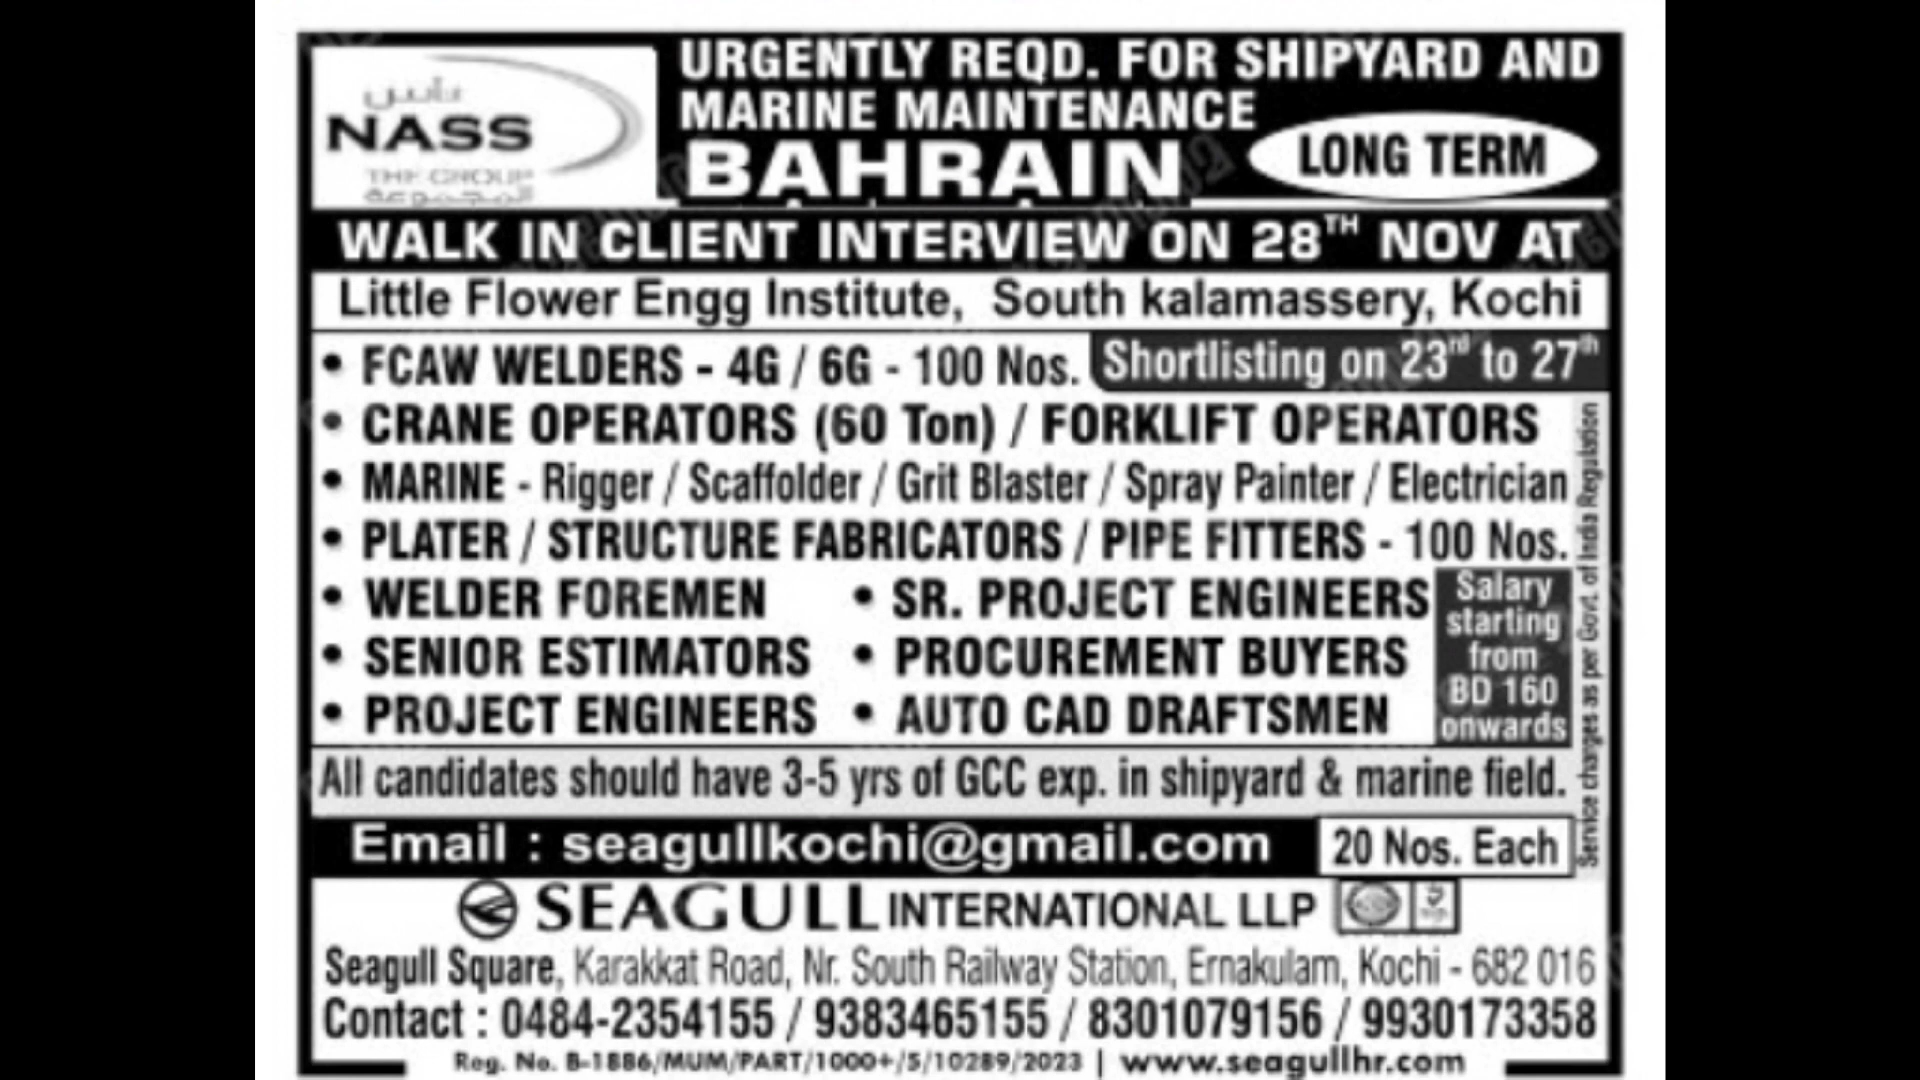 ناس
NASS
THE GROUP
المجموعة
URGENTLY REQD. FOR SHIPYARD AND
MARINE MAINTENANCE
BAHRAIN
LONG TERM
WALK IN CLIENT INTERVIEW ON 28TH NOV AT
Little Flower Engg Institute, South kalamassery, Kochi
• FCAW WELDERS - 4G / 6G - 100 Nos.
Shortlisting on 23rd to 27th
• CRANE OPERATORS (60 Ton) / FORKLIFT OPERATORS
• MARINE - Rigger / Scaffolder / Grit Blaster / Spray Painter / Electrician
• PLATER / STRUCTURE FABRICATORS / PIPE FITTERS - 100 Nos.
• WELDER FOREMEN • SR. PROJECT ENGINEERS
• SENIOR ESTIMATORS • PROCUREMENT BUYERS
• PROJECT ENGINEERS • AUTO CAD DRAFTSMEN
Salary
starting
from
BD 160
onwards
Service charges as per Govt. of India Regulation
All candidates should have 3-5 yrs of GCC exp. in shipyard & marine field.
Email : seagullkochi@gmail.com
20 Nos. Each
SEAGULL INTERNATIONAL LLP
Seagull Square, Karakkat Road, Nr. South Railway Station, Ernakulam, Kochi - 682 016
Contact : 0484-2354155 / 9383465155 / 8301079156 / 9930173358
Reg. No. B-1886/MUM/PART/1000+/5/10289/2023 | www.seagullhr.com